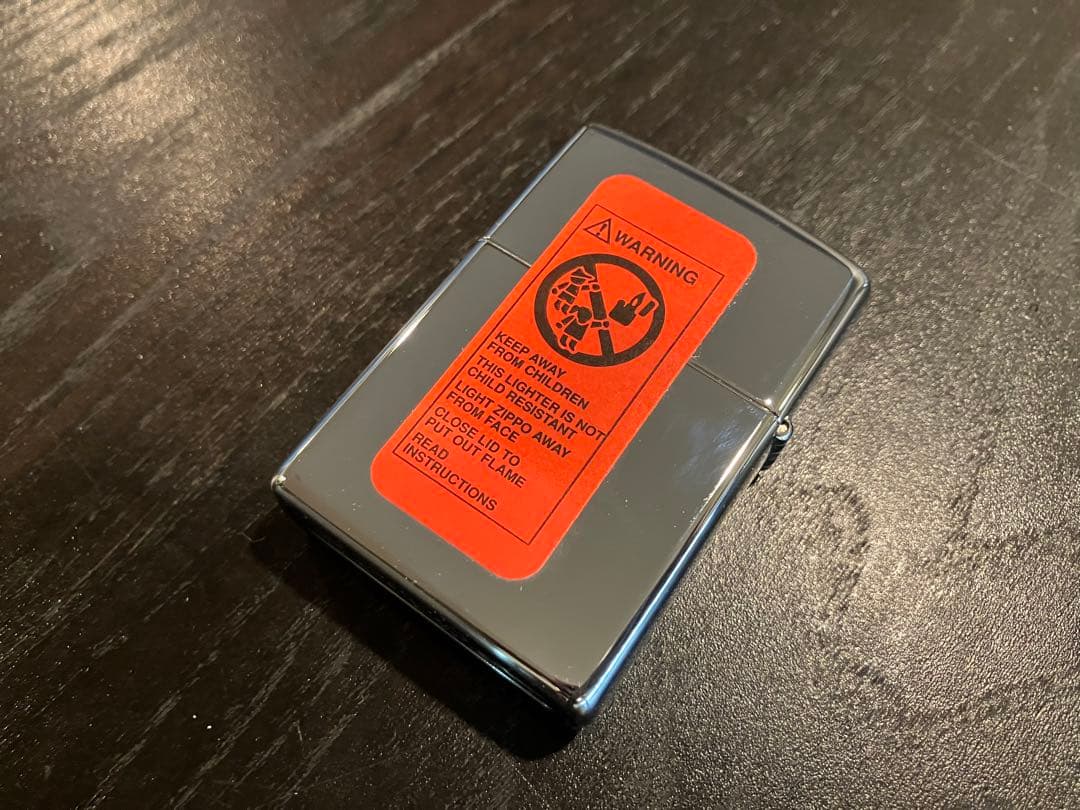 WARNING
KEEP AWAY
FROM CHILDREN
THIS LIGHTER IS NOT
CHILD RESISTANT
LIGHT ZIPPO AWAY
FROM FACE
CLOSE LID TO
PUT OUT FLAME
READ
INSTRUCTIONS